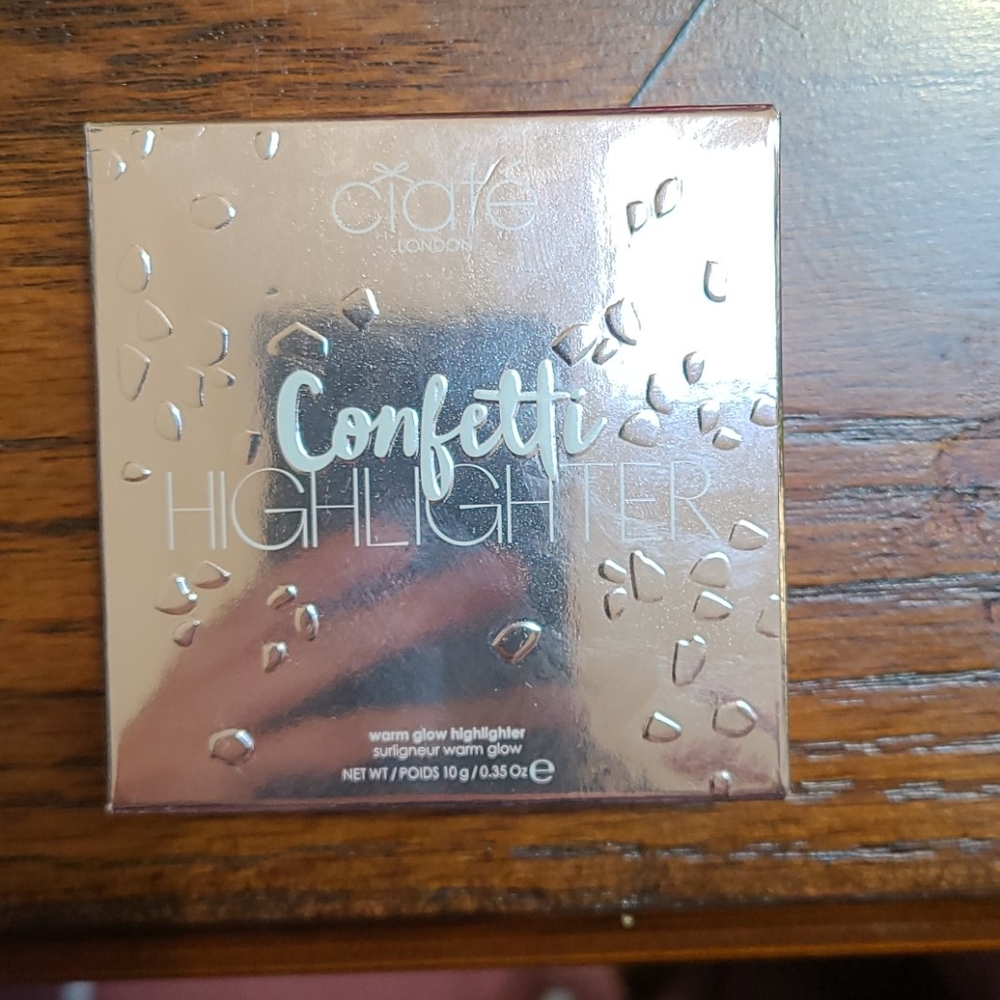 ciaté
LONDON
Confetti
HIGHLIGHTER
warm glow highlighter
surligneur warm glow
NET WT / POIDS 10 g / 0.35 Oz ℮